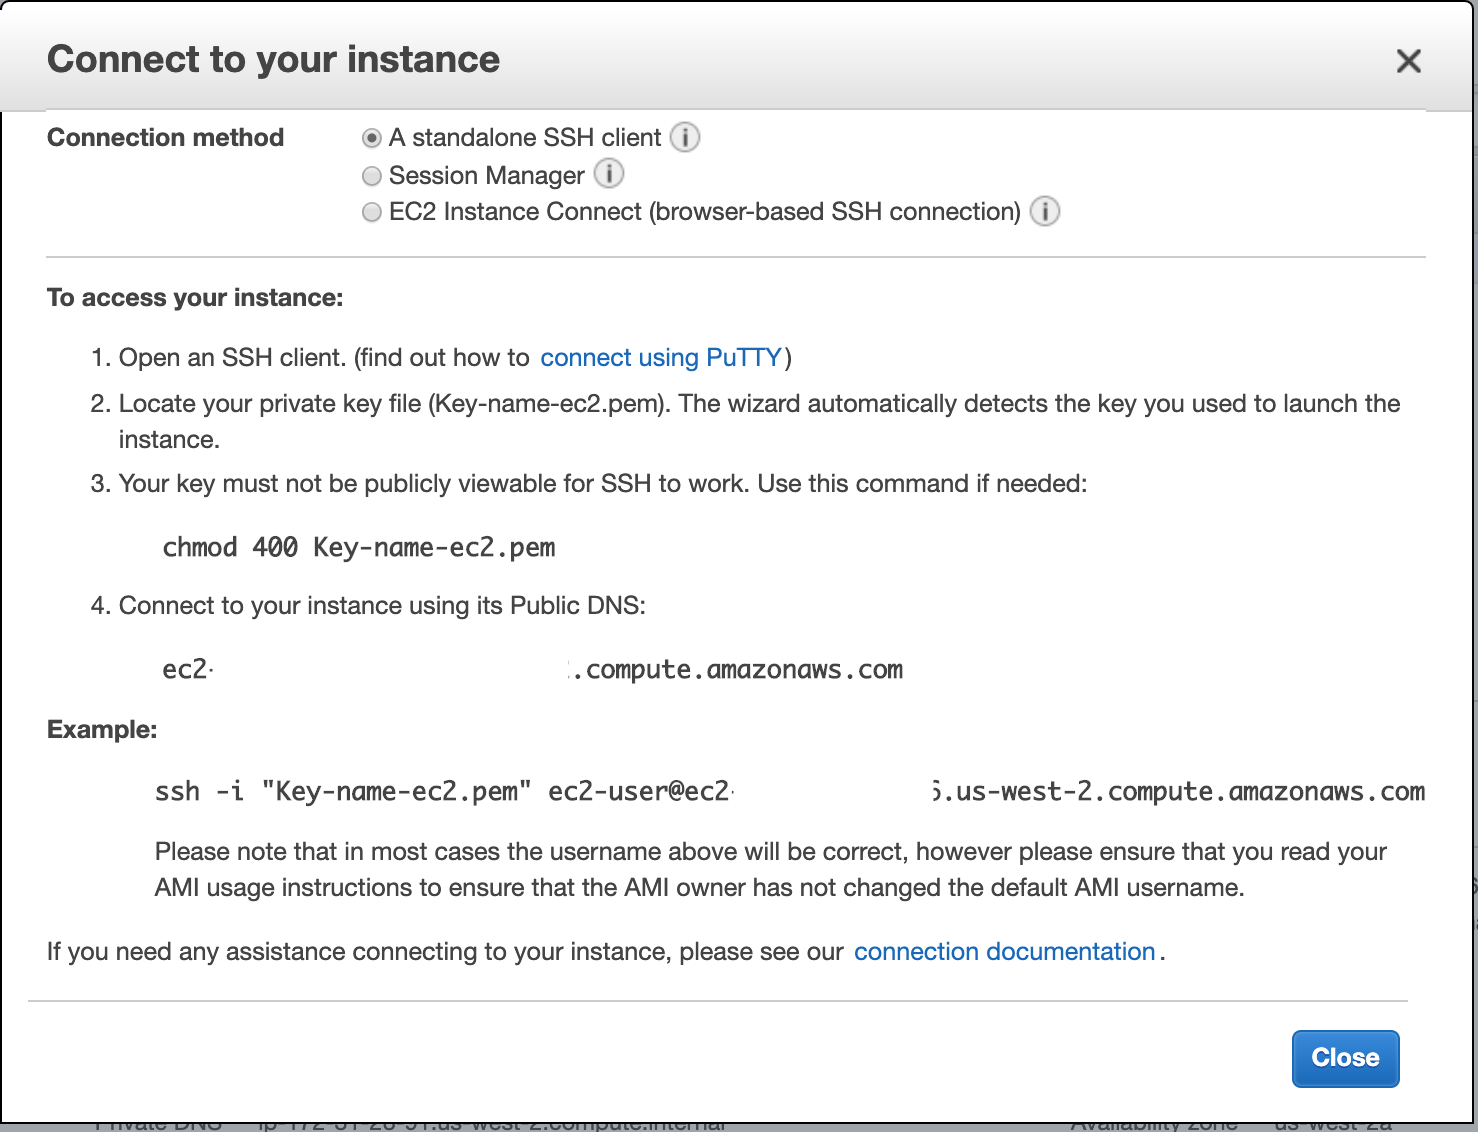 Connect to your instance
Connection method
A standalone SSH client
Session Manager
EC2 Instance Connect (browser-based SSH connection)
To access your instance:
1. Open an SSH client. (find out how to connect using PuTTY)
2. Locate your private key file (Key-name-ec2.pem). The wizard automatically detects the key you used to launch the
instance.
3. Your key must not be publicly viewable for SSH to work. Use this command if needed:
chmod 400 Key-name-ec2.pem
4. Connect to your instance using its Public DNS:
ec2 .compute.amazonaws.com
Example:
ssh -i "Key-name-ec2.pem" ec2-user@ec2 .us-west-2.compute.amazonaws.com
Please note that in most cases the username above will be correct, however please ensure that you read your
AMI usage instructions to ensure that the AMI owner has not changed the default AMI username.
If you need any assistance connecting to your instance, please see our connection documentation.
Close